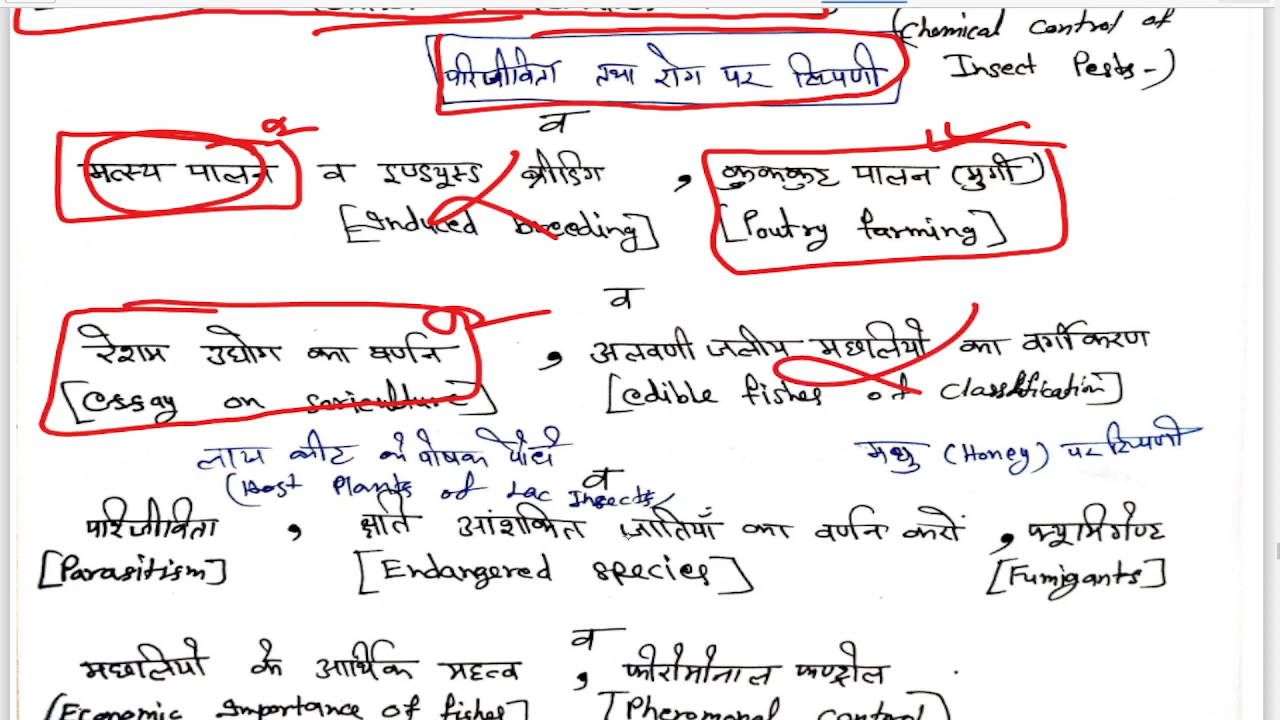 (Chemical Control of
Insect Pests-)
परिजीविता तथा रोग पर टिप्पणी
व
मत्स्य पालन व इण्डयूस्ड ब्रीडिंग , कुक्कुट पालन (मुर्गी)
[Induced breeding] [Poutry farming]
व
रेशम उद्योग का वर्णन , अलवणी जलीय मछलियो का वर्गीकरण
[essay on sericulture] [edible fishes of Classification]
लाख कीट के पोषक पौधे मधु (Honey) पर टिप्पणी
(Host Plants of Lac Insects)
व
परिजीविता , क्षति आंशकित जातियाँ का वर्णन करों , फ्यूमिगेण्ट
[Parasitism] [Endangered species] [Fumigants]
व
मछलियो के आर्थिक महत्व , फीरोमोनाल कण्ट्रोल
(Economic Importance of fishes] [Pheromonal control]